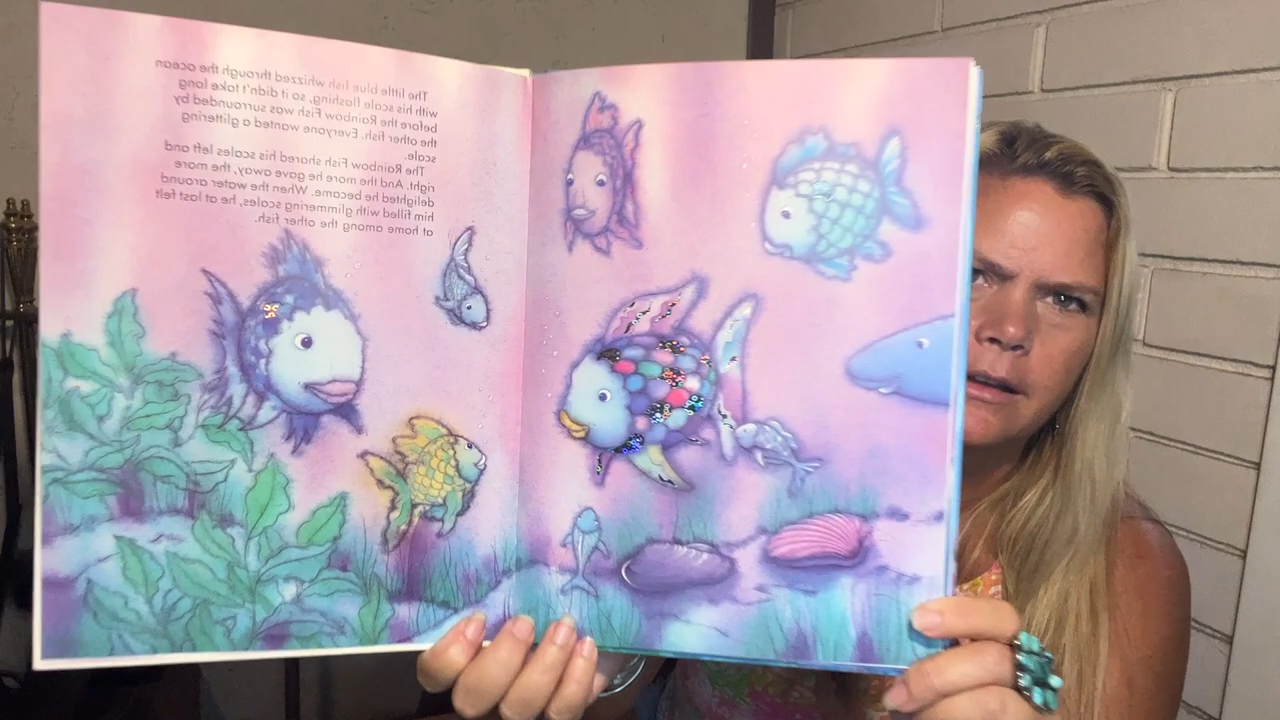 The little blue fish whizzed through the ocean
with his scale flashing, so it didn't take long
before the Rainbow Fish was surrounded by
the other fish. Everyone wanted a glittering
scale.
The Rainbow Fish shared his scales left and
right. And the more he gave away, the more
delighted he became. When the water around
him filled with glimmering scales, he at last felt
at home among the other fish.